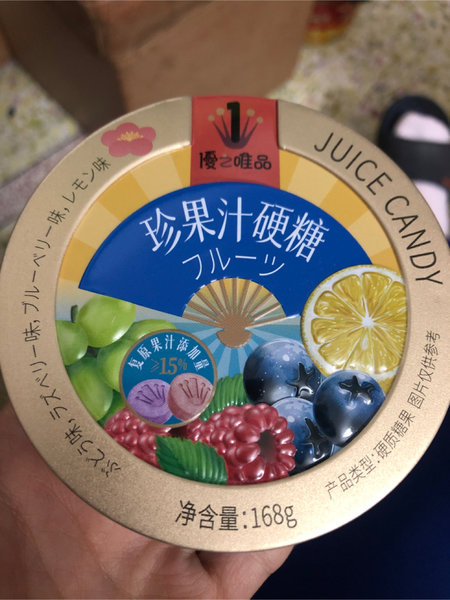 1
優之唯品
JUICE CANDY
珍果汁硬糖
フルーツ
复原果汁添加量
≥15%
ぶどう味, ラズベリー味, ブルーベリー味, レモン味
产品类型:硬质糖果 图片仅供参考
净含量:168g